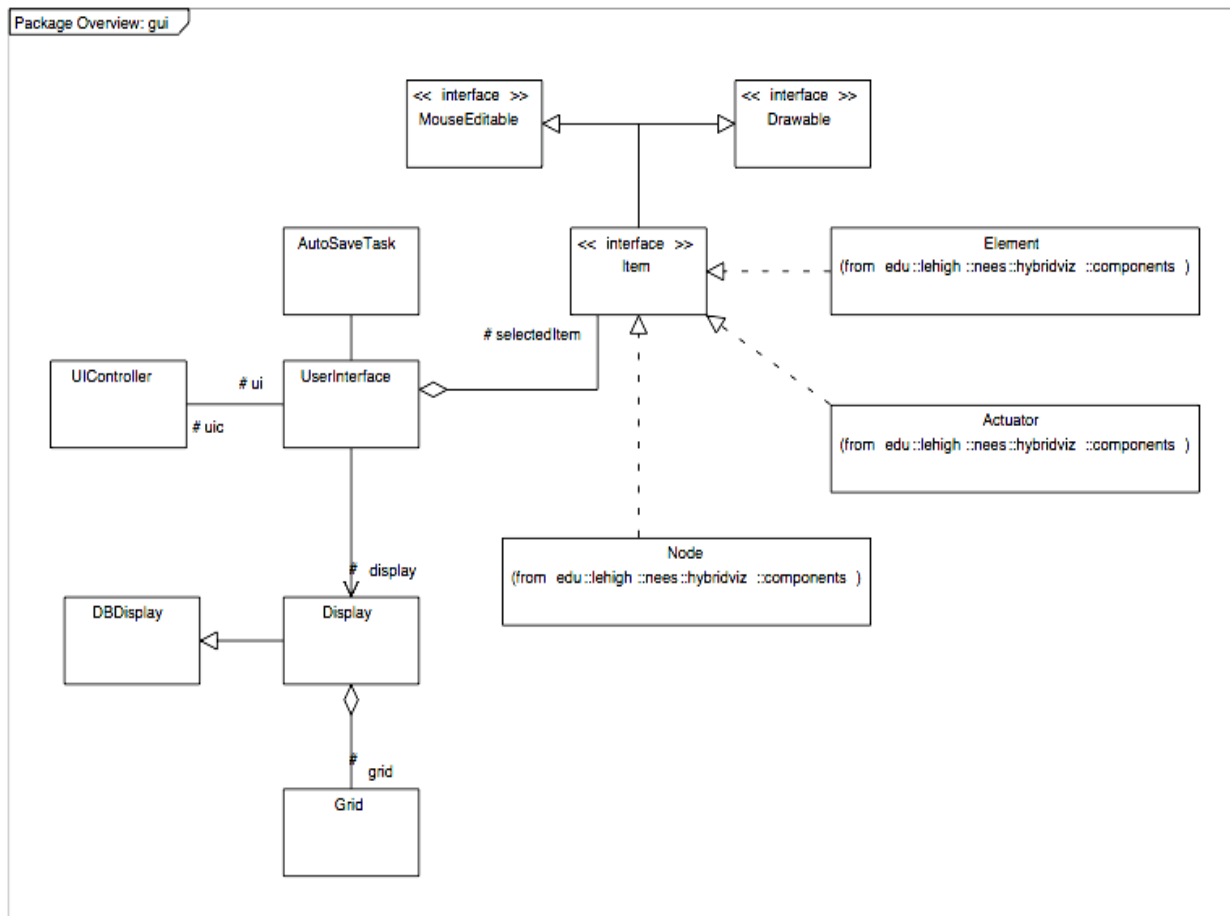 Package Overview: gui
<< interface >>
MouseEditable
<< interface >>
Drawable
AutoSaveTask
<< interface >>
Item
Element
(from edu::lehigh::nees::hybridviz ::components )
# selectedItem
UIController
# ui
# uic
UserInterface
Actuator
(from edu::lehigh::nees::hybridviz ::components )
Node
(from edu::lehigh::nees::hybridviz ::components )
# display
DBDisplay
Display
# grid
Grid